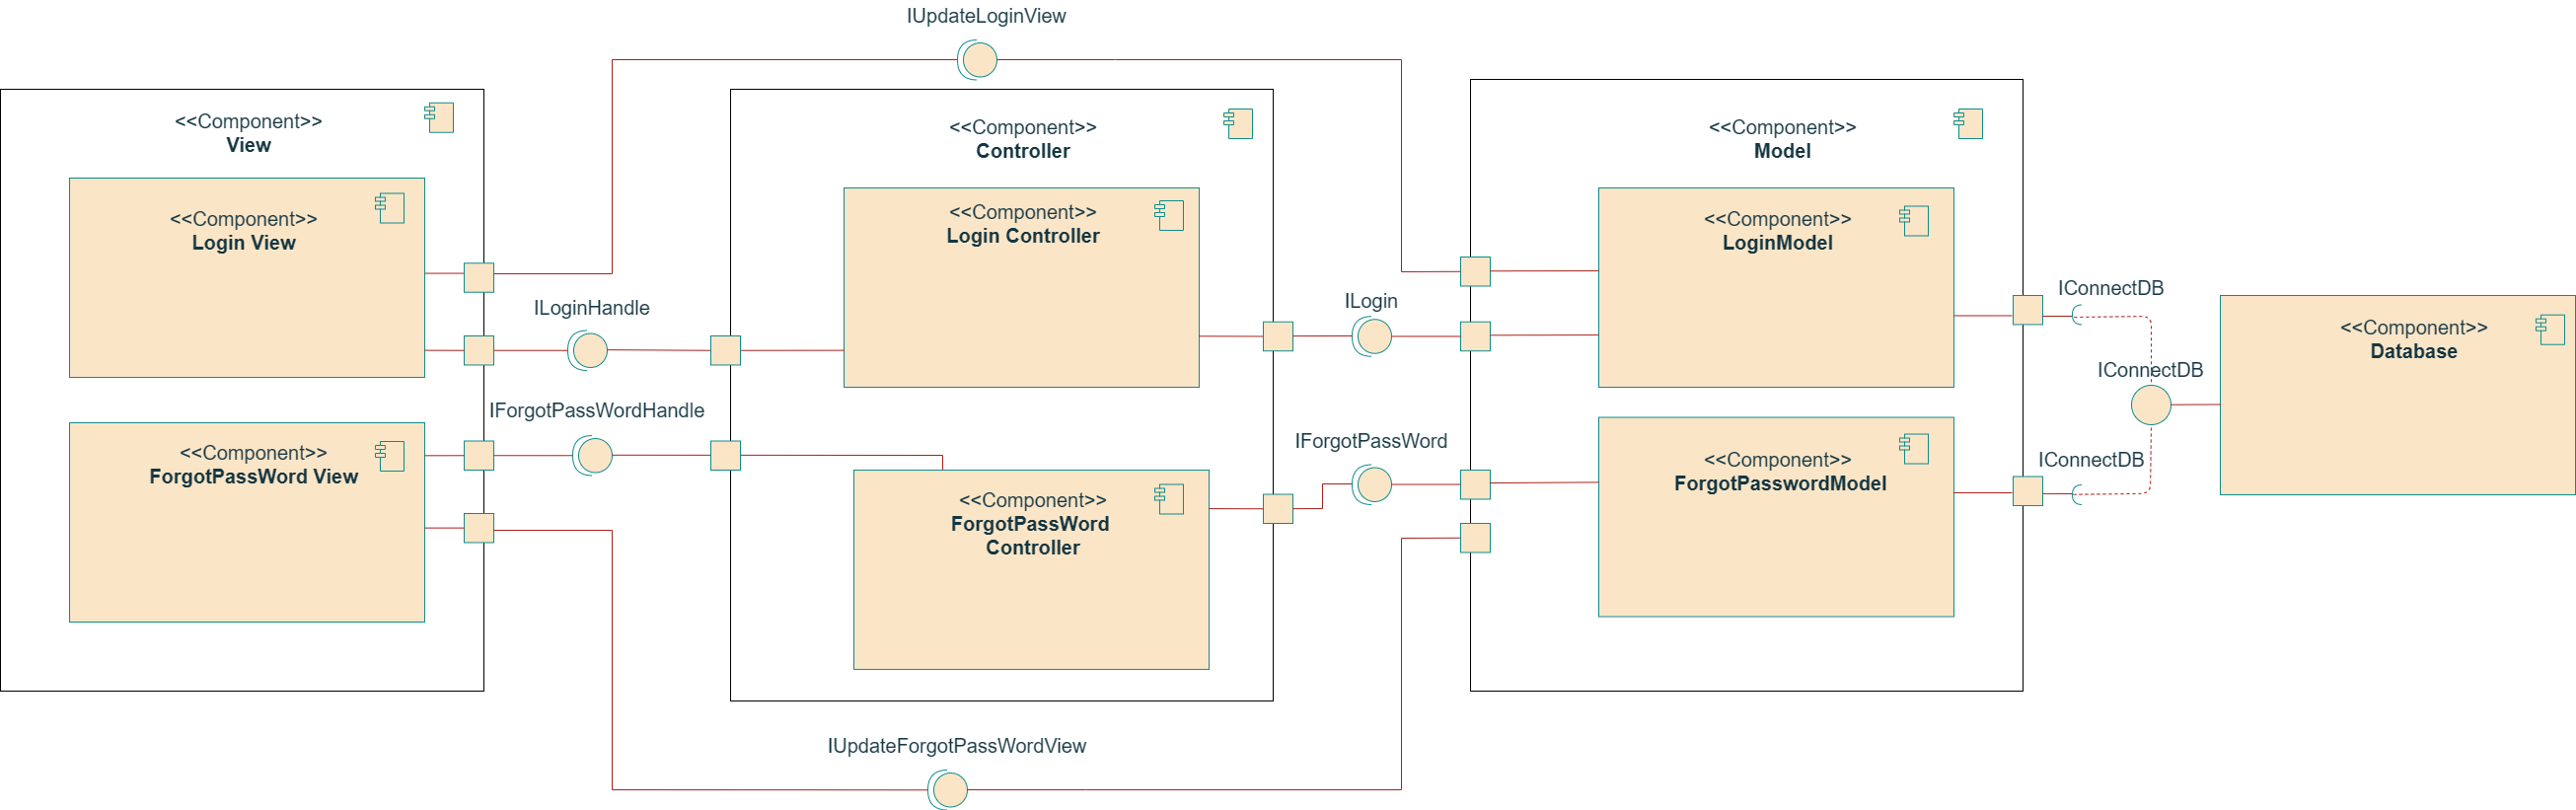 IUpdateLoginView
<<Component>>
View
<<Component>>
Login View
<<Component>>
ForgotPassWord View
ILoginHandle
IForgotPassWordHandle
<<Component>>
Controller
<<Component>>
Login Controller
<<Component>>
ForgotPassWord
Controller
ILogin
IForgotPassWord
<<Component>>
Model
<<Component>>
LoginModel
<<Component>>
ForgotPasswordModel
IConnectDB
IConnectDB
IConnectDB
<<Component>>
Database
IUpdateForgotPassWordView